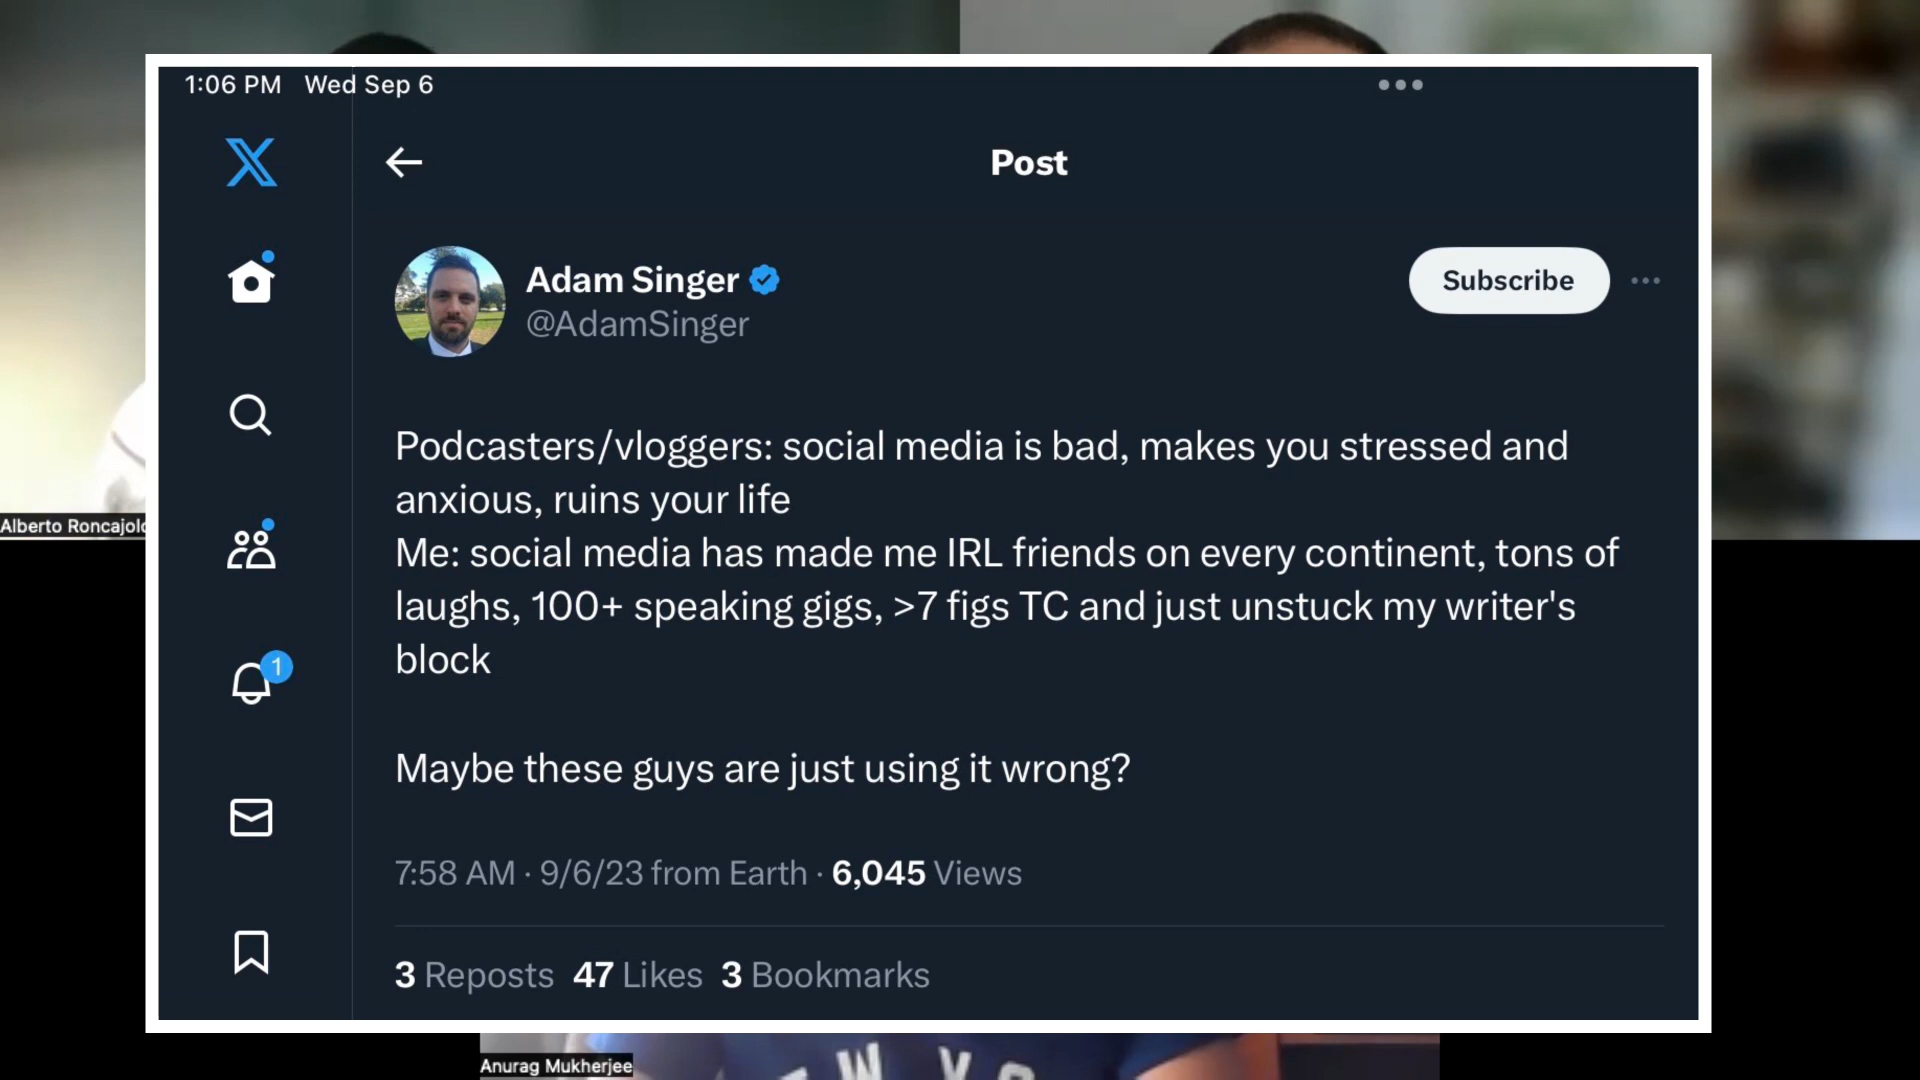 1:06 PM Wed Sep 6
Post
Adam Singer
@AdamSinger
Subscribe
Podcasters/vloggers: social media is bad, makes you stressed and
anxious, ruins your life
Me: social media has made me IRL friends on every continent, tons of
laughs, 100+ speaking gigs, >7 figs TC and just unstuck my writer's
block
Maybe these guys are just using it wrong?
1
7:58 AM · 9/6/23 from Earth · 6,045 Views
3 Reposts 47 Likes 3 Bookmarks
Alberto Roncajolo
Anurag Mukherjee